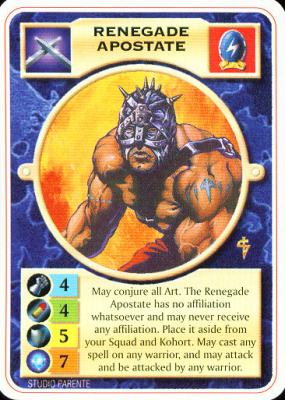 RENEGADE
APOSTATE
4
4
5
7
May conjure all Art. The Renegade
Apostate has no affiliation
whatsoever and may never receive
any affiliation. Place it aside from
your Squad and Kohort. May cast any
spell on any warrior, and may attack
and be attacked by any warrior.
STUDIO PARENTE